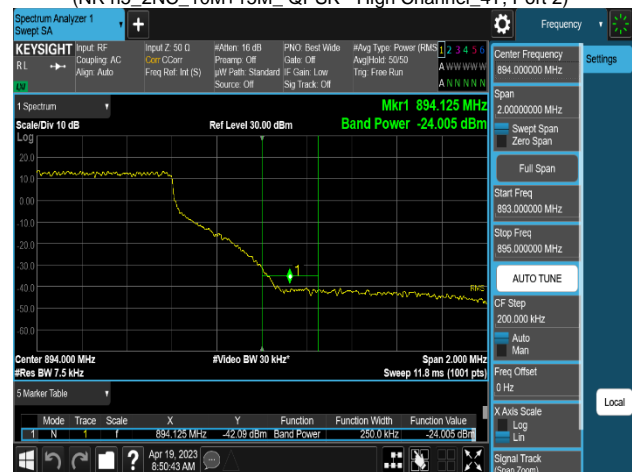 (NR n5_2NC_10M+15M_ QPSK - High Channel_41, Port 2)
Spectrum Analyzer 1
Swept SA
Frequency
KEYSIGHT
RL
Input: RF
Coupling: AC
Align: Auto
Input Z: 50 Ω
Corr CCorr
Freq Ref: Int (S)
#Atten: 16 dB
Preamp: Off
µW Path: Standard
Source: Off
PNO: Best Wide
Gate: Off
IF Gain: Low
Sig Track: Off
#Avg Type: Power (RMS
Avg|Hold: 50/50
Trig: Free Run
1 2 3 4 5 6
A W W W W W
A N N N N N
LXI
1 Spectrum
Scale/Div 10 dB
Ref Level 30.00 dBm
Mkr1 894.125 MHz
Band Power -24.005 dBm
Log
20.0
10.0
0.00
-10.0
-20.0
-30.0
-40.0
-50.0
-60.0
1
RMS
Center 894.000 MHz
#Video BW 30 kHz*
Span 2.000 MHz
#Res BW 7.5 kHz
Sweep 11.8 ms (1001 pts)
5 Marker Table
Mode Trace Scale X Y Function Function Width Function Value
1 N 1 f 894.125 MHz -42.09 dBm Band Power 250.0 kHz -24.005 dBm
Apr 19, 2023
8:50:43 AM
Center Frequency
894.000000 MHz
Settings
Span
2.00000000 MHz
Swept Span
Zero Span
Full Span
Start Freq
893.000000 MHz
Stop Freq
895.000000 MHz
AUTO TUNE
CF Step
200.000 kHz
Auto
Man
Freq Offset
0 Hz
X Axis Scale
Log
Lin
Local
Signal Track
(Span Zoom)